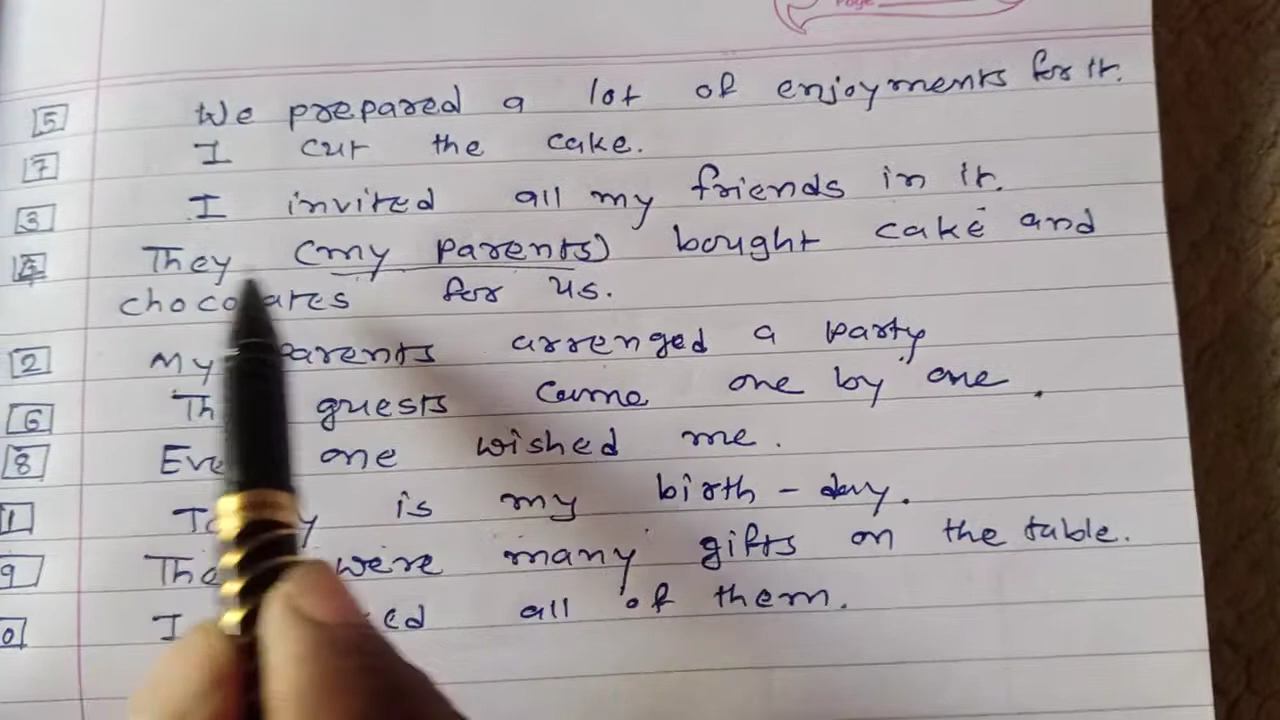 Page
5 We prepared a lot of enjoyments for it.
7 I cut the cake.
3 I invited all my friends in it.
4 They (my parents) bought cake and
chocolates for us.
2 My parents arrenged a party
6 guests came one by one .
8 one wished me.
1 is my birth-day.
9 were many gifts on the table.
0 I all of them.